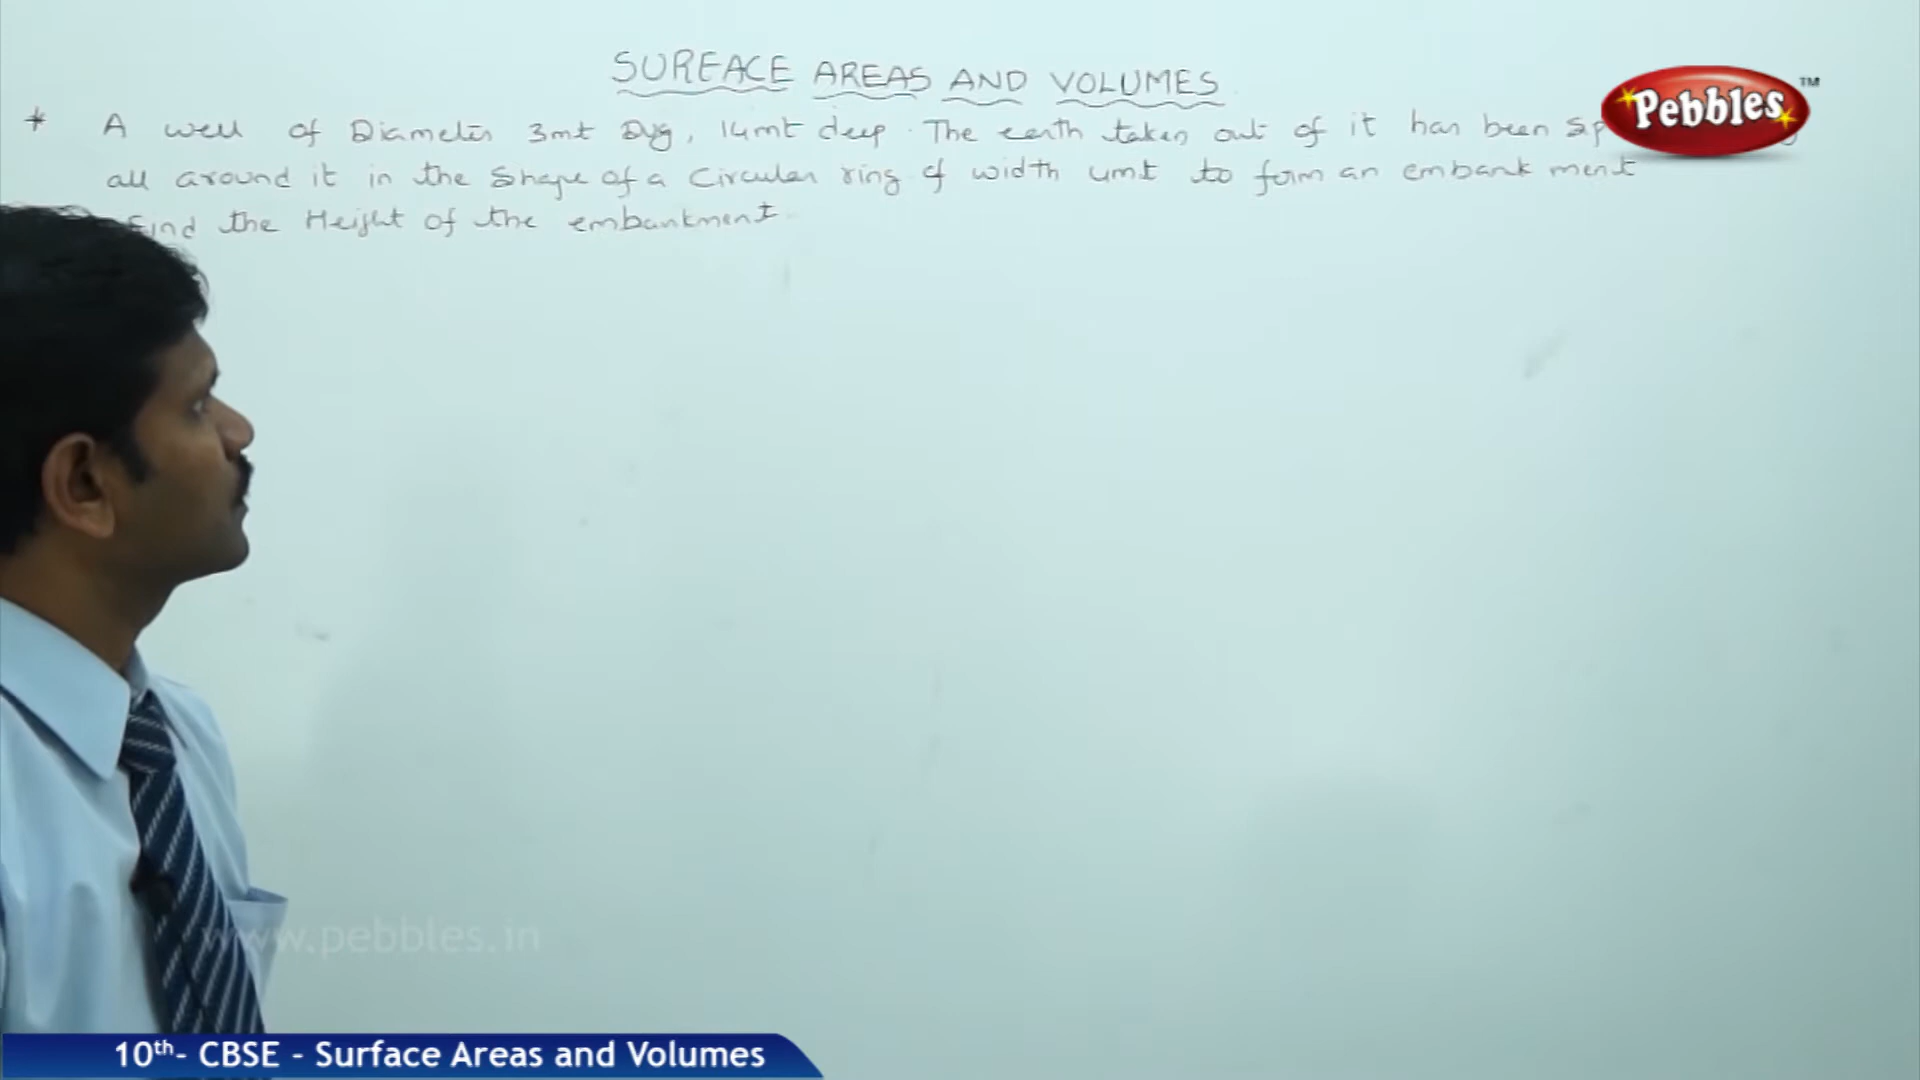 SURFACE AREAS AND VOLUMES
Pebbles™
* A well of Diameter 3mt Dug, 14mt deep. The earth taken out of it has been
all around it in the shape of a circular ring of width 4mt to form an embankment
Find the Height of the embankment
www.pebbles.in
10th- CBSE - Surface Areas and Volumes